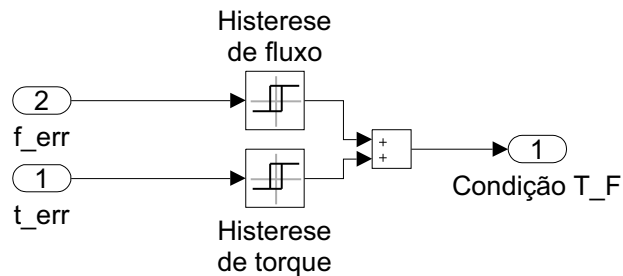 Histerese
de fluxo
2
f_err
+
+
1
Condição T_F
1
t_err
Histerese
de torque